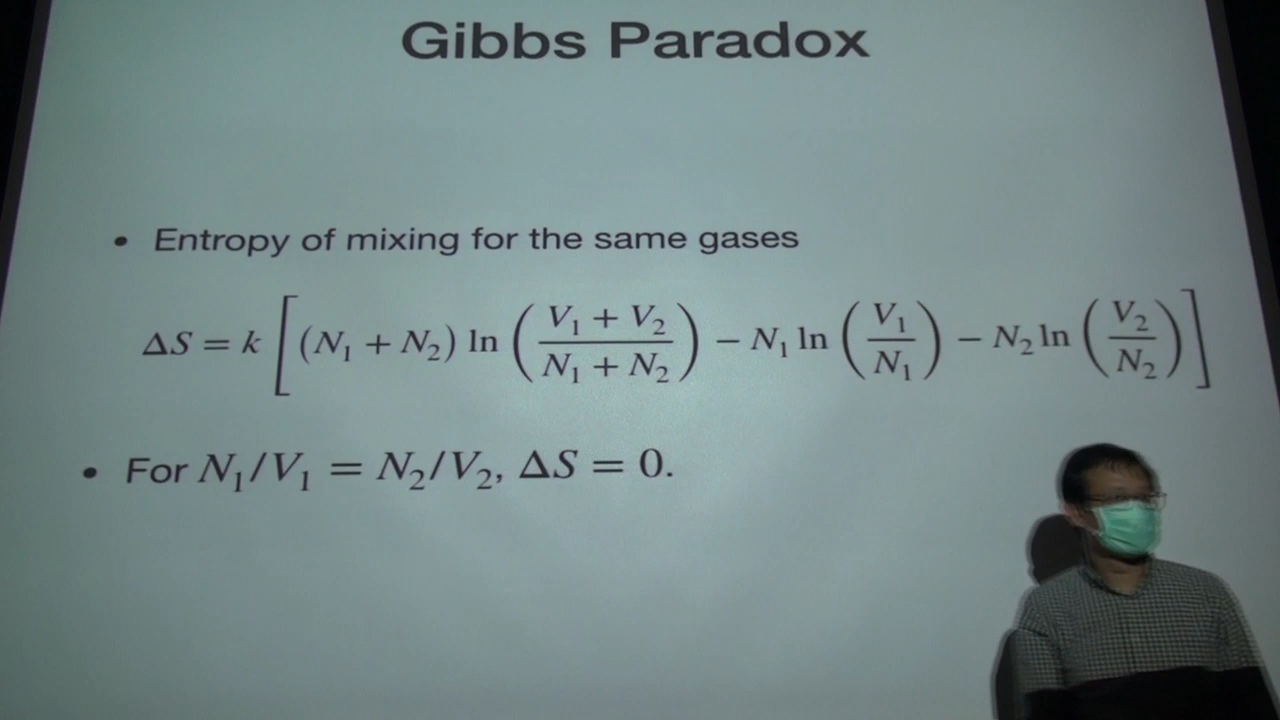 Gibbs Paradox
• Entropy of mixing for the same gases
ΔS = k [ (N₁ + N₂) ln ( (V₁ + V₂) / (N₁ + N₂) ) − N₁ ln ( V₁ / N₁ ) − N₂ ln ( V₂ / N₂ ) ]
• For N₁/V₁ = N₂/V₂, ΔS = 0.